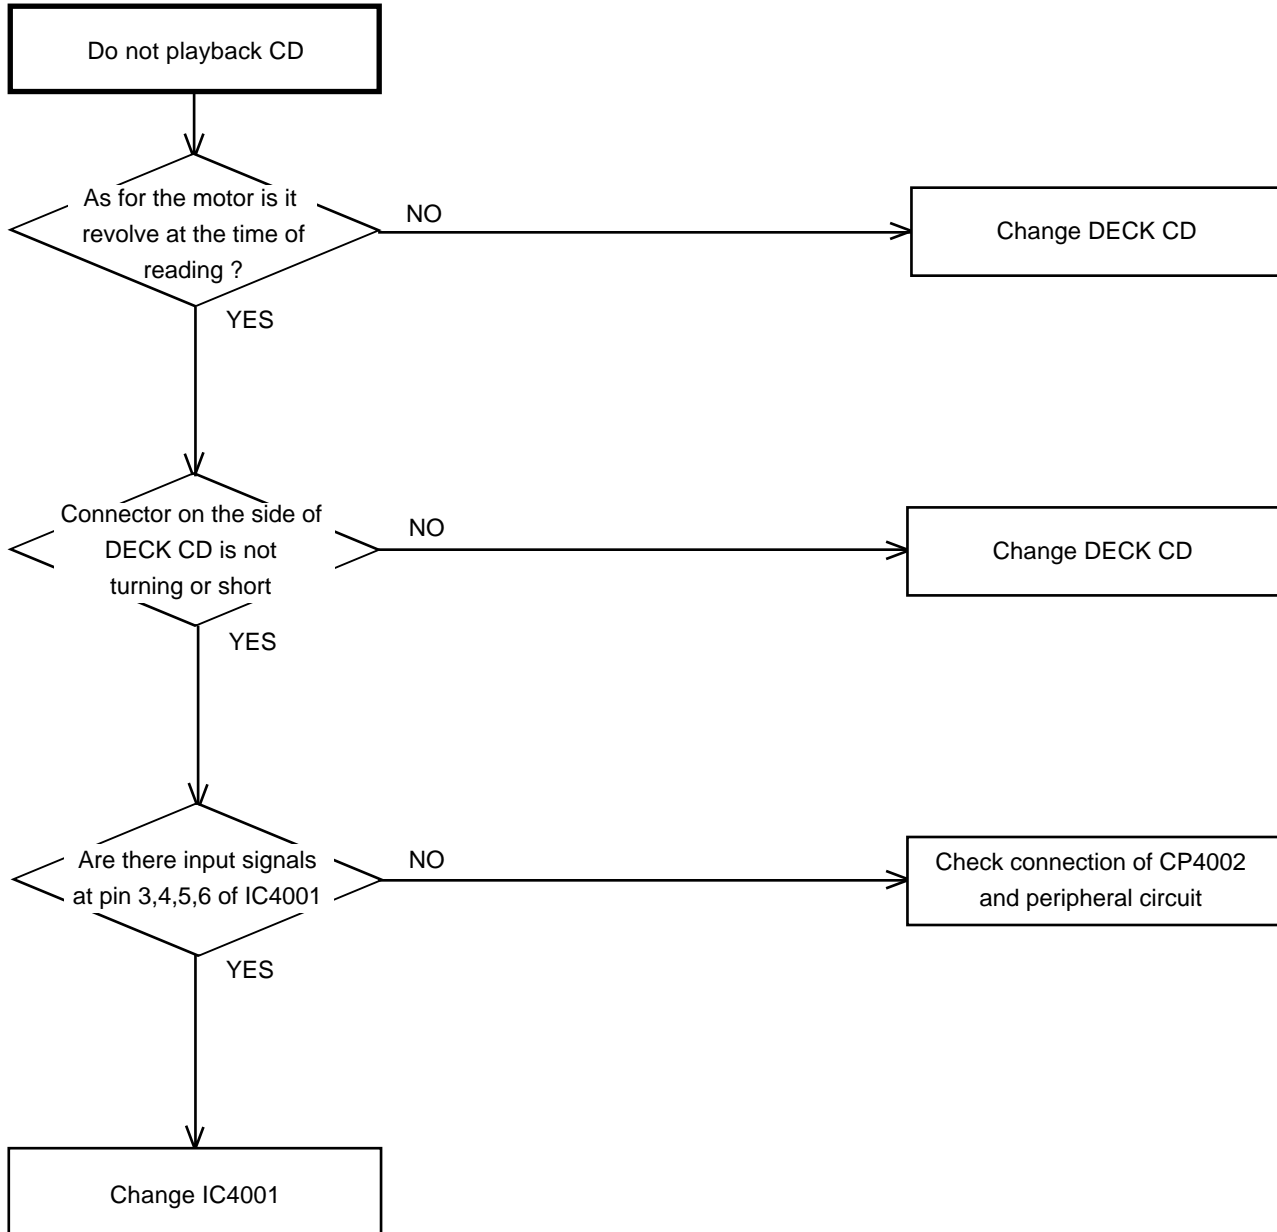 Do not playback CD
As for the motor is it
revolve at the time of
reading ?
NO
Change DECK CD
YES
Connector on the side of
DECK CD is not
turning or short
NO
Change DECK CD
YES
Are there input signals
at pin 3,4,5,6 of IC4001
NO
Check connection of CP4002
and peripheral circuit
YES
Change IC4001